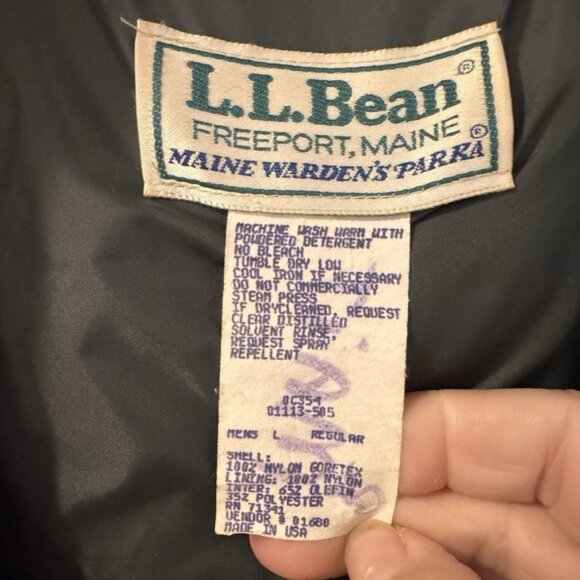 L.L.Bean®
FREEPORT, MAINE
MAINE WARDEN'S PARKA®
MACHINE WASH WARM WITH
POWDERED DETERGENT
NO BLEACH
TUMBLE DRY LOW
COOL IRON IF NECESSARY
DO NOT COMMERCIALLY
STEAM PRESS
IF DRYCLEANED, REQUEST
CLEAR DISTILLED
SOLVENT RINSE,
REQUEST SPRAY
REPELLENT
0C354
01113-505
MENS L REGULAR
SHELL:
100% NYLON GORETEX
LINING: 100% NYLON
INTER: 65% OLEFIN
35% POLYESTER
RN 71341
VENDOR # 01680
MADE IN USA